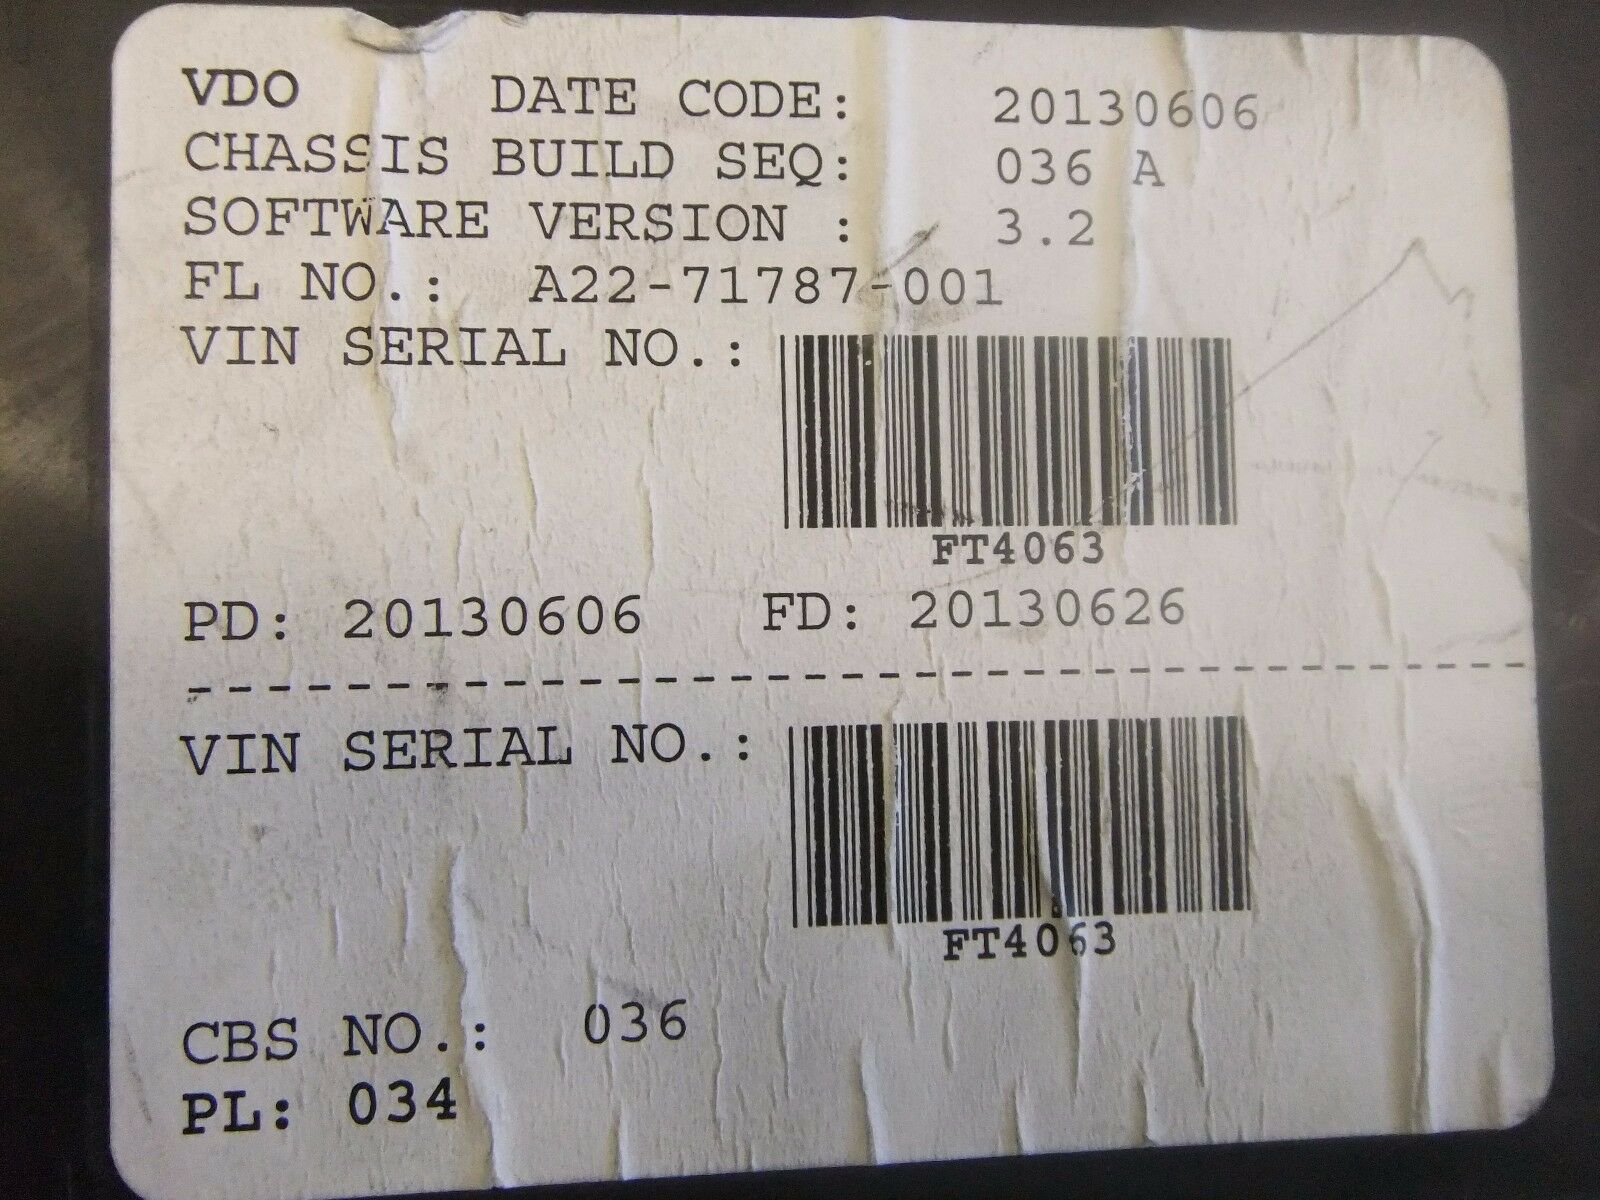 VDO DATE CODE: 20130606
CHASSIS BUILD SEQ: 036 A
SOFTWARE VERSION : 3.2
FL NO.: A22-71787-001
VIN SERIAL NO.:
FT4063
PD: 20130606 FD: 20130626
VIN SERIAL NO.:
FT4063
CBS NO.: 036
PL: 034